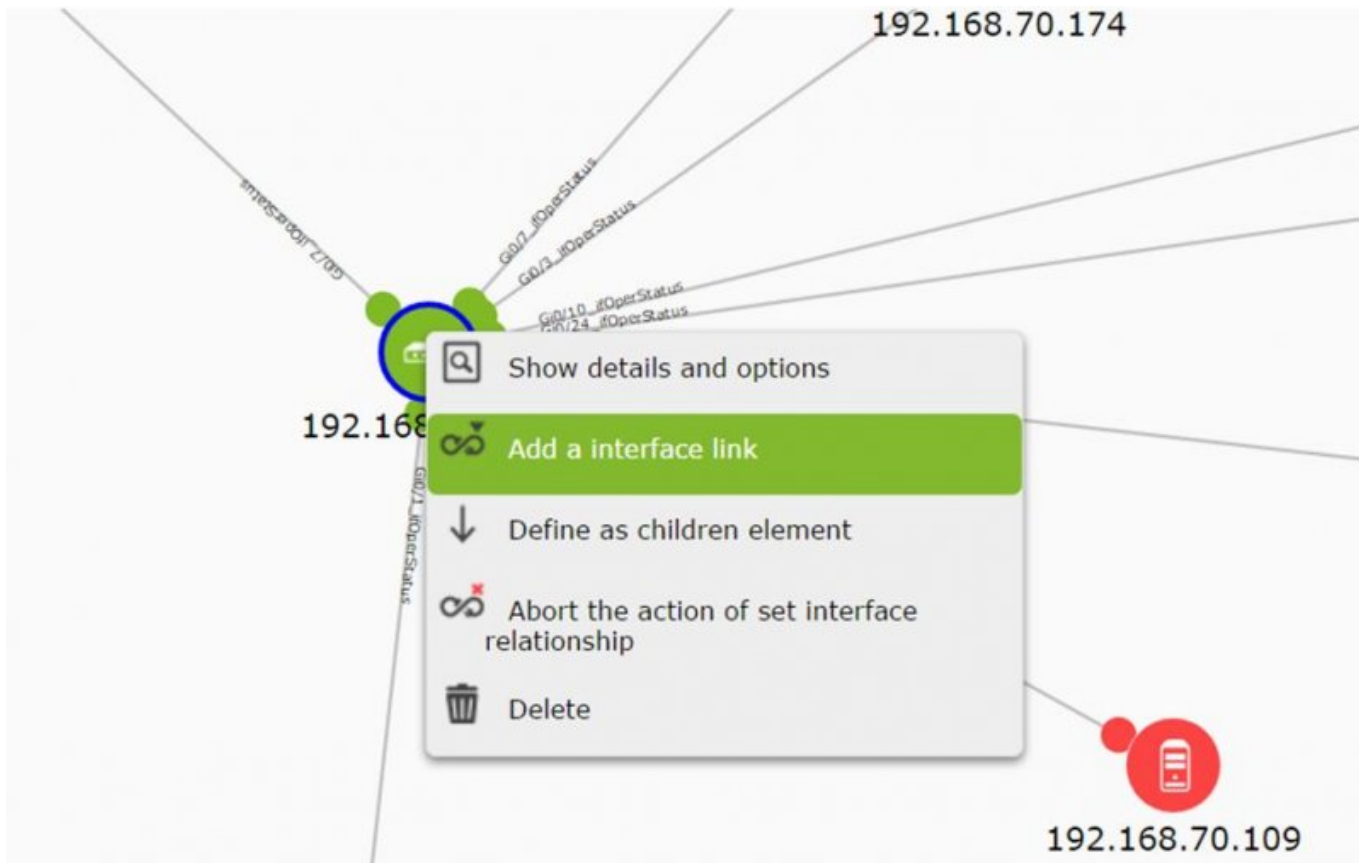 192.168.70.174
Gi0/7_ifOperStatus
Gi0/7_ifOperStatus
Gi0/3_ifOperStatus
Gi0/10_ifOperStatus
Gi0/24_ifOperStatus
Show details and options
192.168
Add a interface link
Gi0/1_ifOperStatus
Define as children element
Abort the action of set interface
relationship
Delete
192.168.70.109